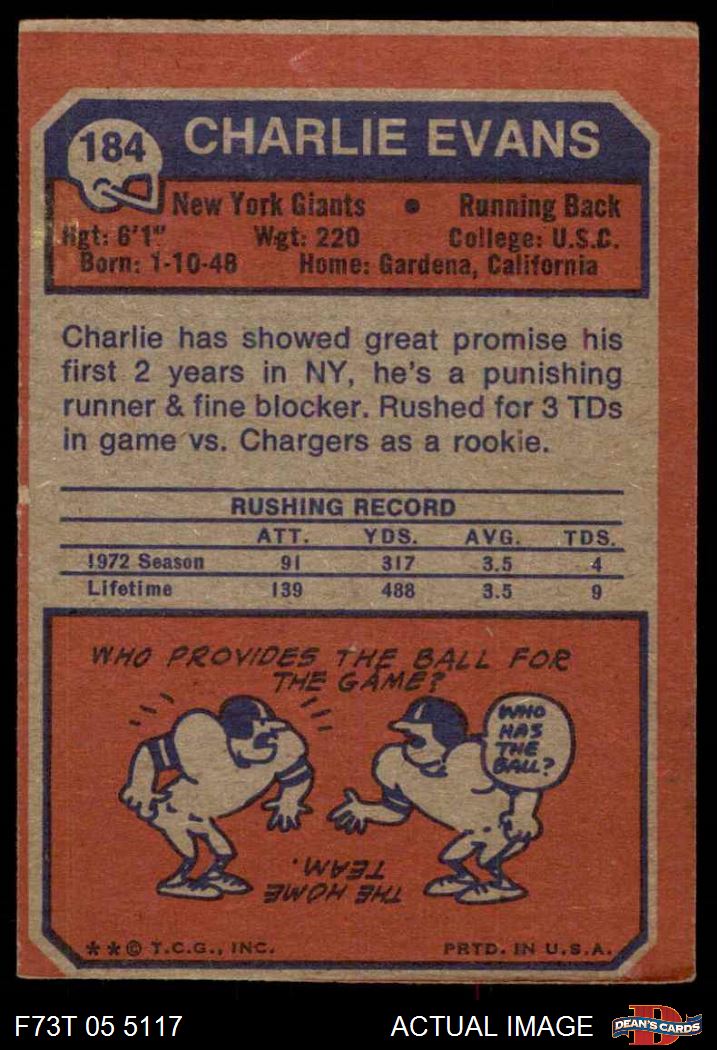 184
CHARLIE EVANS
New York Giants • Running Back
Hgt: 6'1" Wgt: 220 College: U.S.C.
Born: 1-10-48 Home: Gardena, California
Charlie has showed great promise his
first 2 years in NY, he's a punishing
runner & fine blocker. Rushed for 3 TDs
in game vs. Chargers as a rookie.
RUSHING RECORD
ATT. YDS. AVG. TDS.
1972 Season 91 317 3.5 4
Lifetime 139 488 3.5 9
WHO PROVIDES THE BALL FOR
THE GAME?
WHO
HAS
THE
BALL?
THE HOME
TEAM.
**© T.C.G., INC. PRTD. IN U.S.A.
F73T 05 5117 ACTUAL IMAGE
D
DEAN'S CARDS